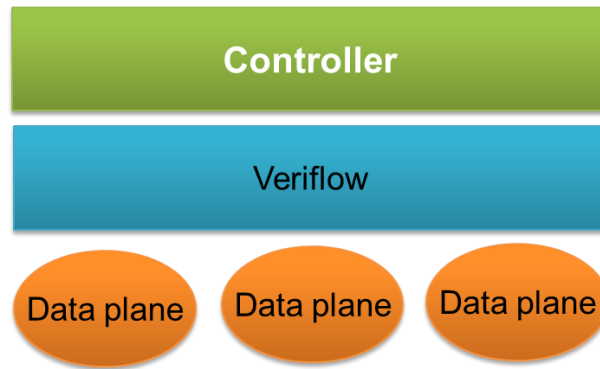 Controller
Veriflow
Data plane
Data plane
Data plane